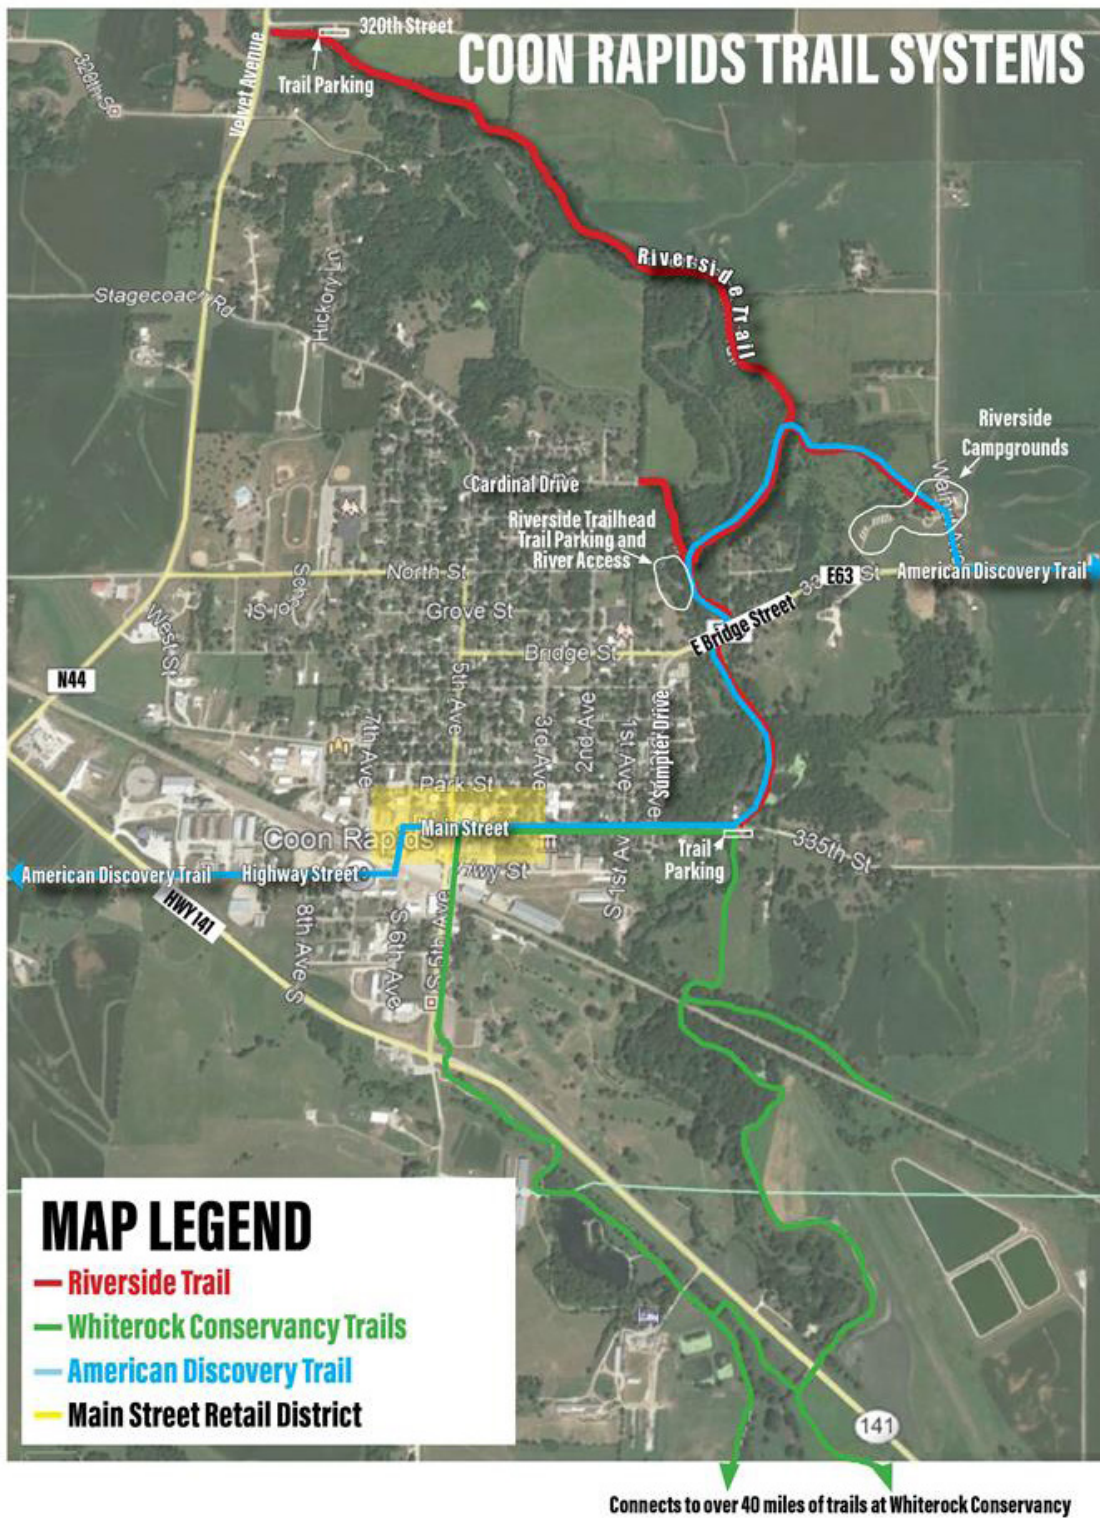 320th Street
COON RAPIDS TRAIL SYSTEMS
Trail Parking
Velvet Avenue
Hickory Ln
Stagecoach Rd
Riverside Trail
Riverside
Campgrounds
Cardinal Drive
Riverside Trailhead
Trail Parking and
River Access
North St
E63
St
American Discovery Trail
Grove St
E Bridge Street
Bridge St
West St
N44
5th Ave
7th Ave
3rd Ave
2nd Ave
1st Ave
Sumpter Drive
Park St
Main Street
Coon Rapids
335th St
Trail
Parking
American Discovery Trail
Highway Street
HWY 141
8th Ave S
S 6th Ave
S 5th Ave
S 1st Av
MAP LEGEND
Riverside Trail
Whiterock Conservancy Trails
American Discovery Trail
Main Street Retail District
141
Connects to over 40 miles of trails at Whiterock Conservancy